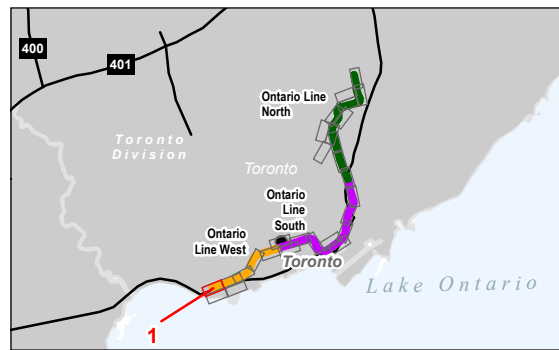 400
401
Ontario Line
North
Toronto
Division
Toronto
Ontario
Line
South
Ontario
Line West
Toronto
Lake Ontario
1